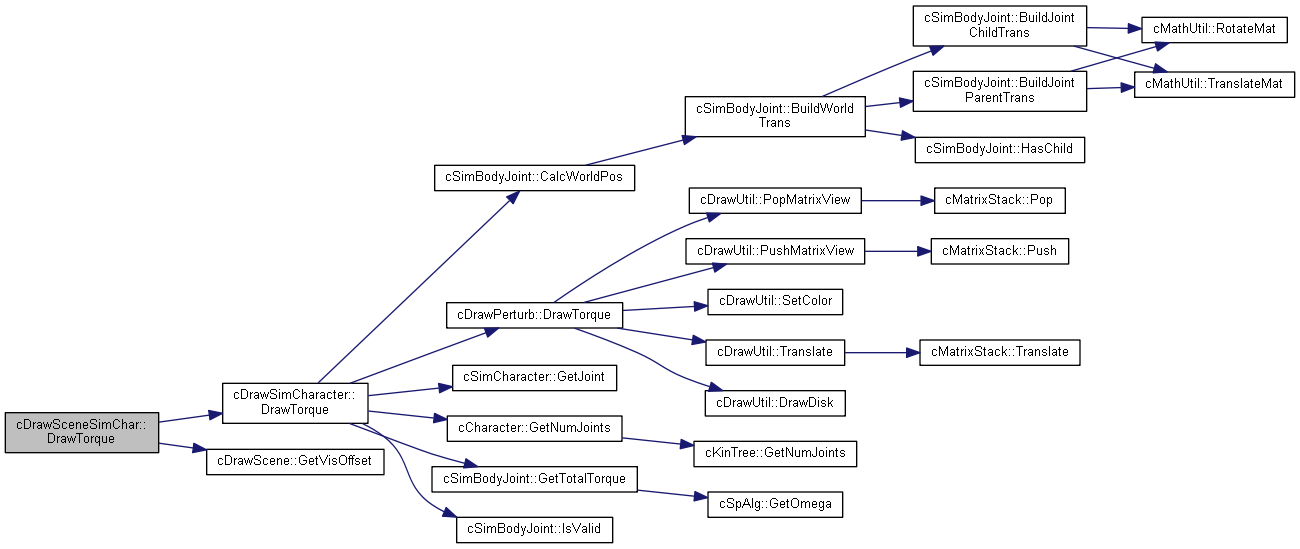 cSimBodyJoint::BuildJoint
ChildTrans
cMathUtil::RotateMat
cSimBodyJoint::BuildJoint
ParentTrans
cMathUtil::TranslateMat
cSimBodyJoint::BuildWorld
Trans
cSimBodyJoint::HasChild
cSimBodyJoint::CalcWorldPos
cDrawUtil::PopMatrixView
cMatrixStack::Pop
cDrawUtil::PushMatrixView
cMatrixStack::Push
cDrawUtil::SetColor
cDrawPerturb::DrawTorque
cDrawUtil::Translate
cMatrixStack::Translate
cSimCharacter::GetJoint
cDrawUtil::DrawDisk
cDrawSimCharacter::
DrawTorque
cDrawSceneSimChar::
DrawTorque
cCharacter::GetNumJoints
cKinTree::GetNumJoints
cDrawScene::GetVisOffset
cSimBodyJoint::GetTotalTorque
cSpAlg::GetOmega
cSimBodyJoint::IsValid